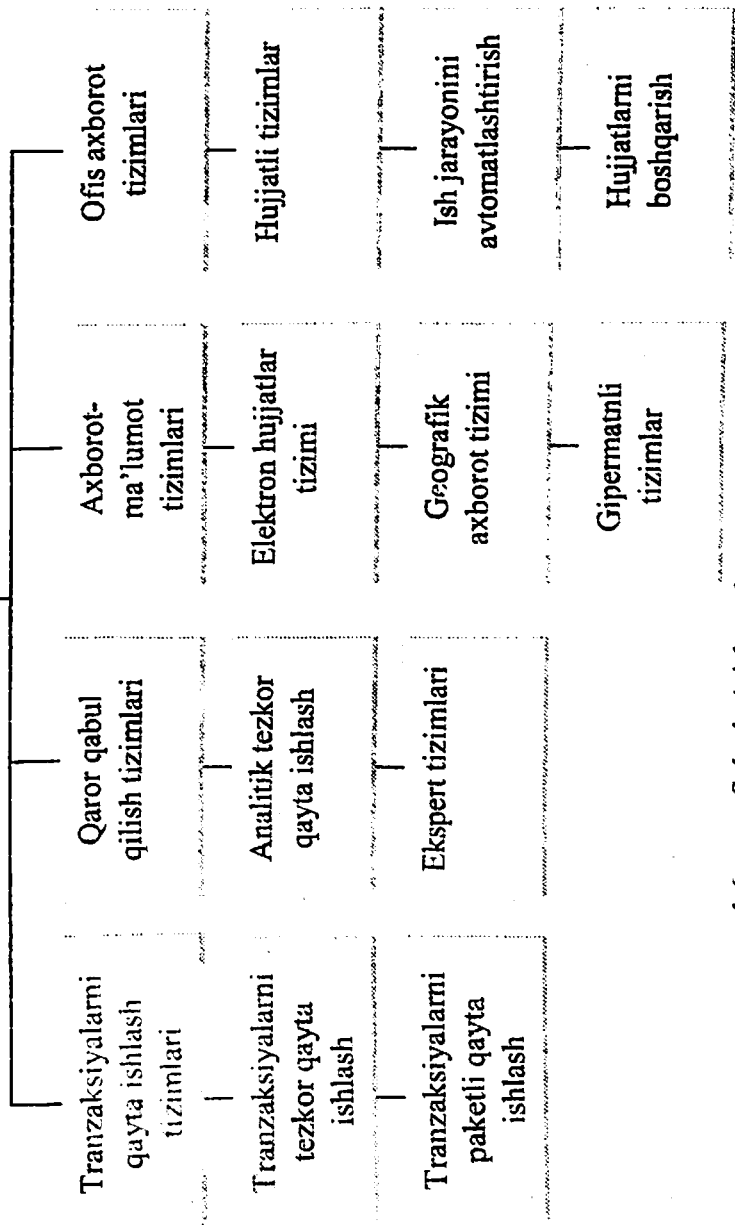 Tranzaksiyalarni
qayta ishlash
tizimlari
Tranzaksiyalarni
tezkor qayta
ishlash
Tranzaksiyalarni
paketli qayta
ishlash
Qaror qabul
qilish tizimlari
Analitik tezkor
qayta ishlash
Ekspert tizimlari
Axborot-
ma'lumot
tizimlari
Elektron hujjatlar
tizimi
Geografik
axborot tizimi
Gipermatnli
tizimlar
Ofis axborot
tizimlari
Hujjatli tizimlar
Ish jarayonini
avtomatlashtirish
Hujjatlarni
boshqarish